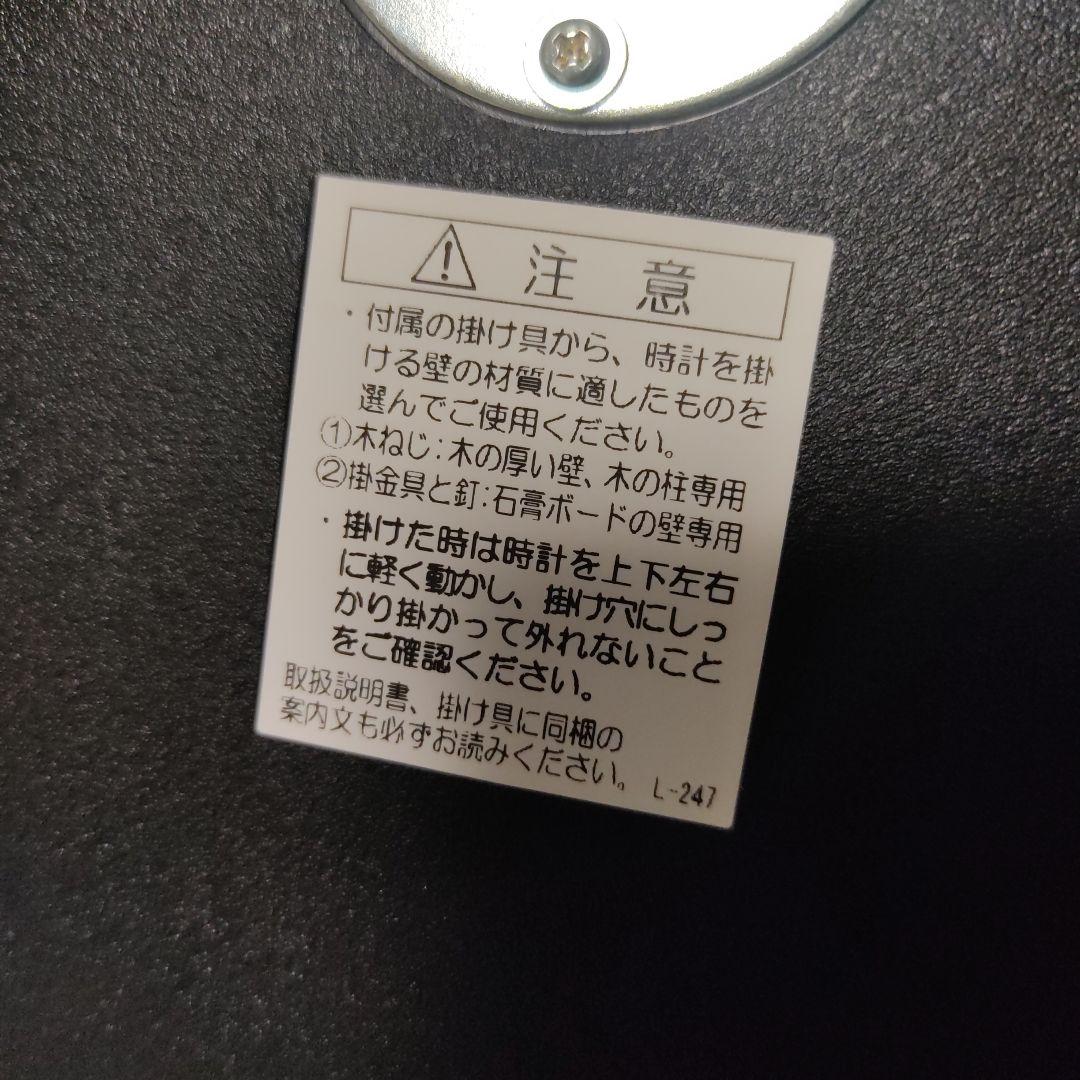 注意
・付属の掛け具から、時計を掛
ける壁の材質に適したものを
選んでご使用ください。
①木ねじ:木の厚い壁、木の柱専用
②掛金具と釘:石膏ボードの壁専用
・掛けた時は時計を上下左右
に軽く動かし、掛け穴にしっ
かり掛かって外れないこと
をご確認ください。
取扱説明書、掛け具に同梱の
案内文も必ずお読みください。 L-247